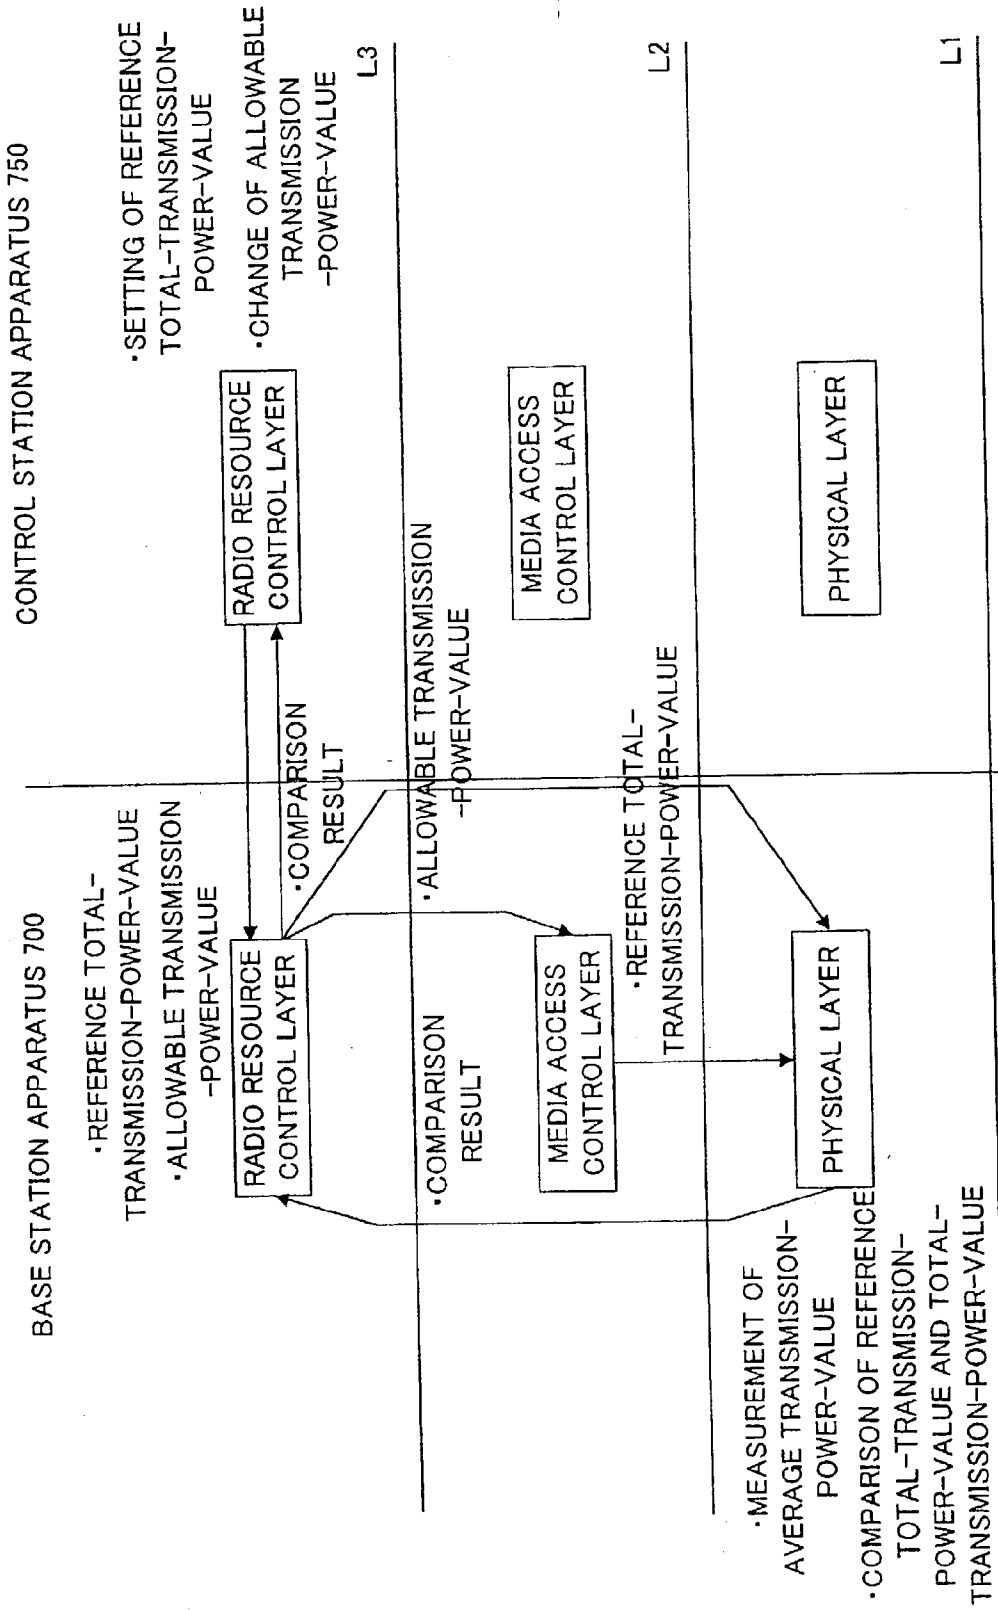 BASE STATION APPARATUS 700
CONTROL STATION APPARATUS 750
·REFERENCE TOTAL-
TRANSMISSION-POWER-VALUE
·ALLOWABLE TRANSMISSION
-POWER-VALUE
RADIO RESOURCE
CONTROL LAYER
·COMPARISON
RESULT
RADIO RESOURCE
CONTROL LAYER
·SETTING OF REFERENCE
TOTAL-TRANSMISSION-
POWER-VALUE
·CHANGE OF ALLOWABLE
TRANSMISSION
-POWER-VALUE
L3
·COMPARISON
RESULT
·ALLOWABLE TRANSMISSION
-POWER-VALUE
MEDIA ACCESS
CONTROL LAYER
·REFERENCE TOTAL-
TRANSMISSION-POWER-VALUE
MEDIA ACCESS
CONTROL LAYER
L2
·MEASUREMENT OF
AVERAGE TRANSMISSION-
POWER-VALUE
·COMPARISON OF REFERENCE
TOTAL-TRANSMISSION-
POWER-VALUE AND TOTAL-
TRANSMISSION-POWER-VALUE
PHYSICAL LAYER
PHYSICAL LAYER
L1